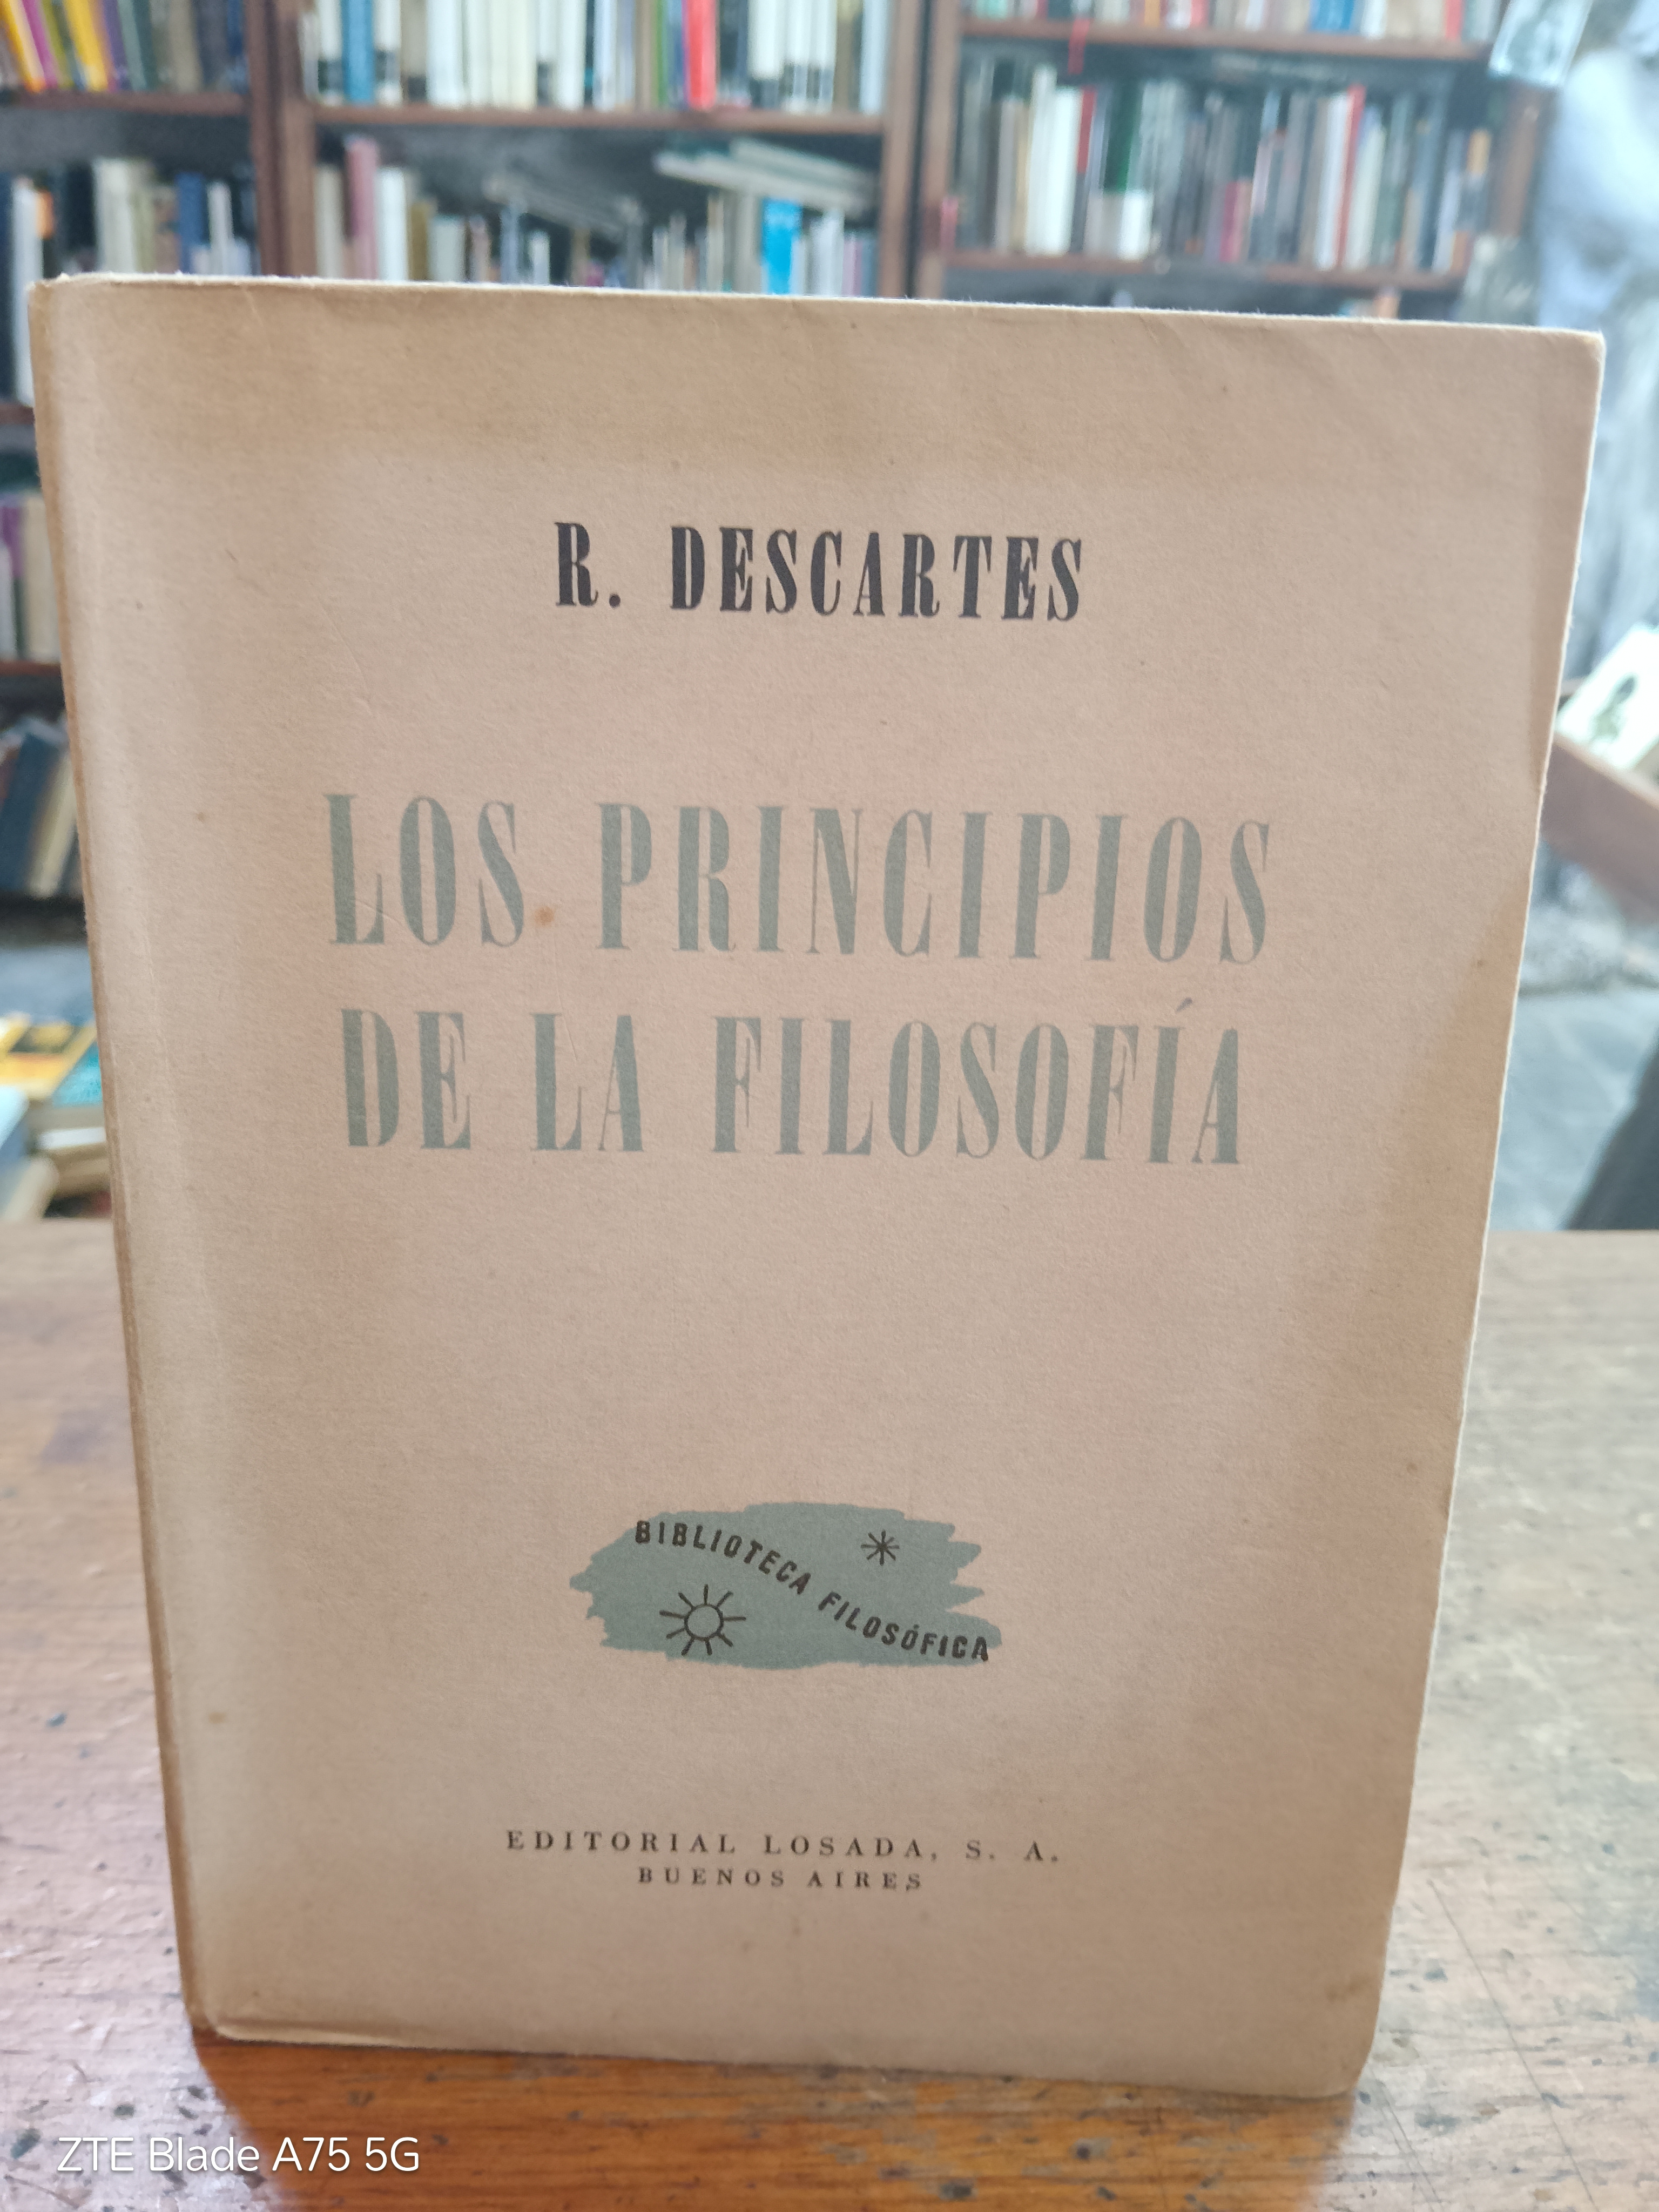 R. DESCARTES
LOS PRINCIPIOS
DE LA FILOSOFÍA
BIBLIOTECA FILOSÓFICA
EDITORIAL LOSADA, S. A.
BUENOS AIRES
ZTE Blade A75 5G